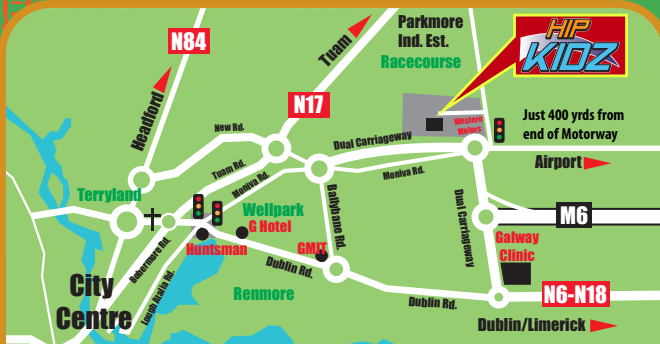 N84
Tuam
Parkmore
Ind. Est.
Racecourse
HIP
KIDZ
Headford
N17
Western
Motors
Just 400 yrds from
end of Motorway
New Rd.
Dual Carriageway
Airport
Tuam Rd.
Moniva Rd.
Moniva Rd.
Terryland
Ballybane Rd.
Dual Carriageway
Wellpark
G Hotel
M6
Huntsman
GMIT
Galway
Clinic
Bohermore Rd.
Lough Atalia Rd.
Dublin Rd.
City
Centre
Renmore
Dublin Rd.
N6-N18
Dublin/Limerick